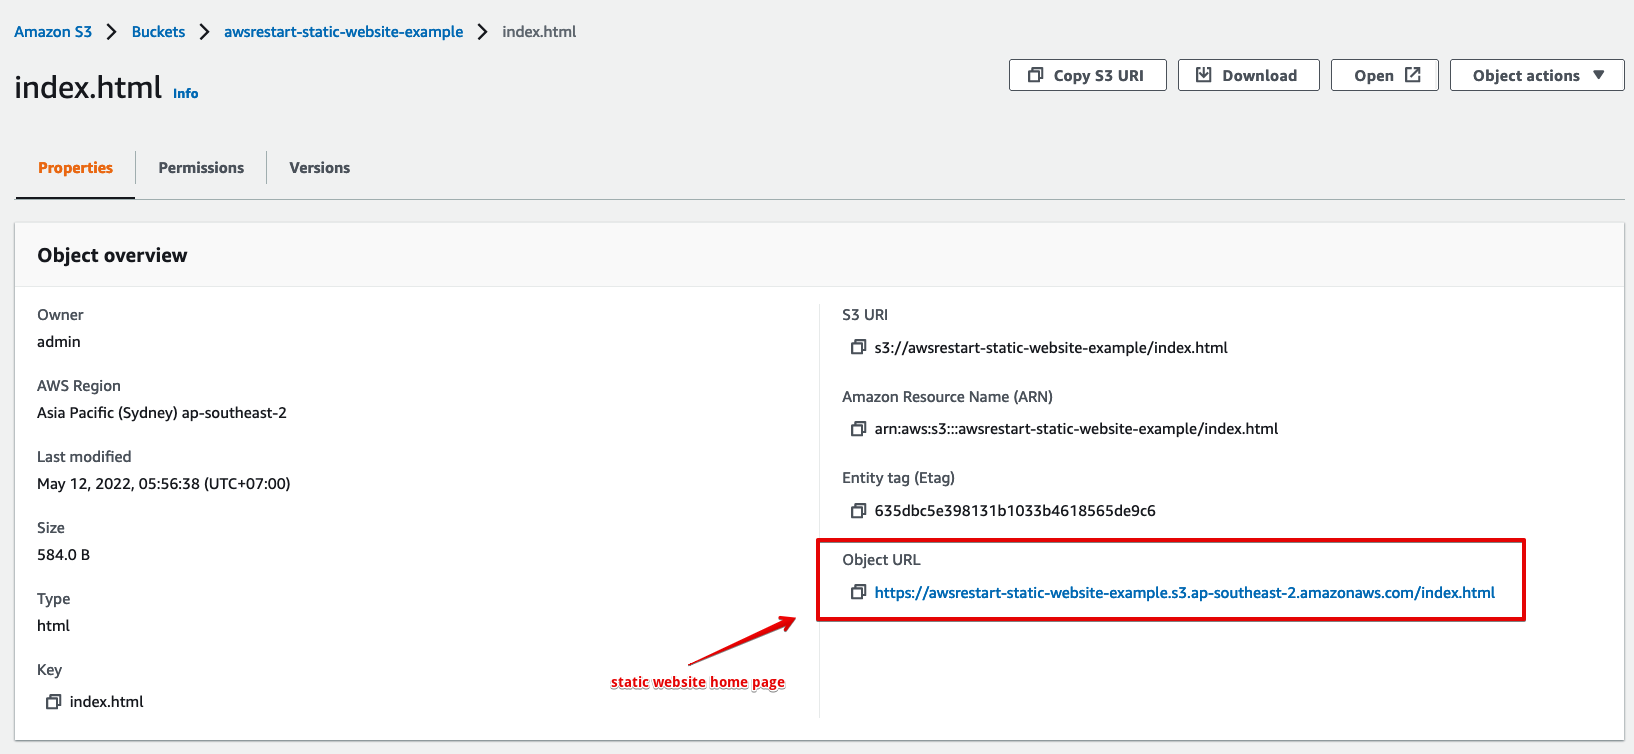 Amazon S3 > Buckets > awsrestart-static-website-example > index.html
index.html Info
Copy S3 URI
Download
Open
Object actions
Properties
Permissions
Versions
Object overview
Owner
admin
AWS Region
Asia Pacific (Sydney) ap-southeast-2
Last modified
May 12, 2022, 05:56:38 (UTC+07:00)
Size
584.0 B
Type
html
Key
index.html
S3 URI
s3://awsrestart-static-website-example/index.html
Amazon Resource Name (ARN)
arn:aws:s3:::awsrestart-static-website-example/index.html
Entity tag (Etag)
635dbc5e398131b1033b4618565de9c6
Object URL
https://awsrestart-static-website-example.s3.ap-southeast-2.amazonaws.com/index.html
static website home page